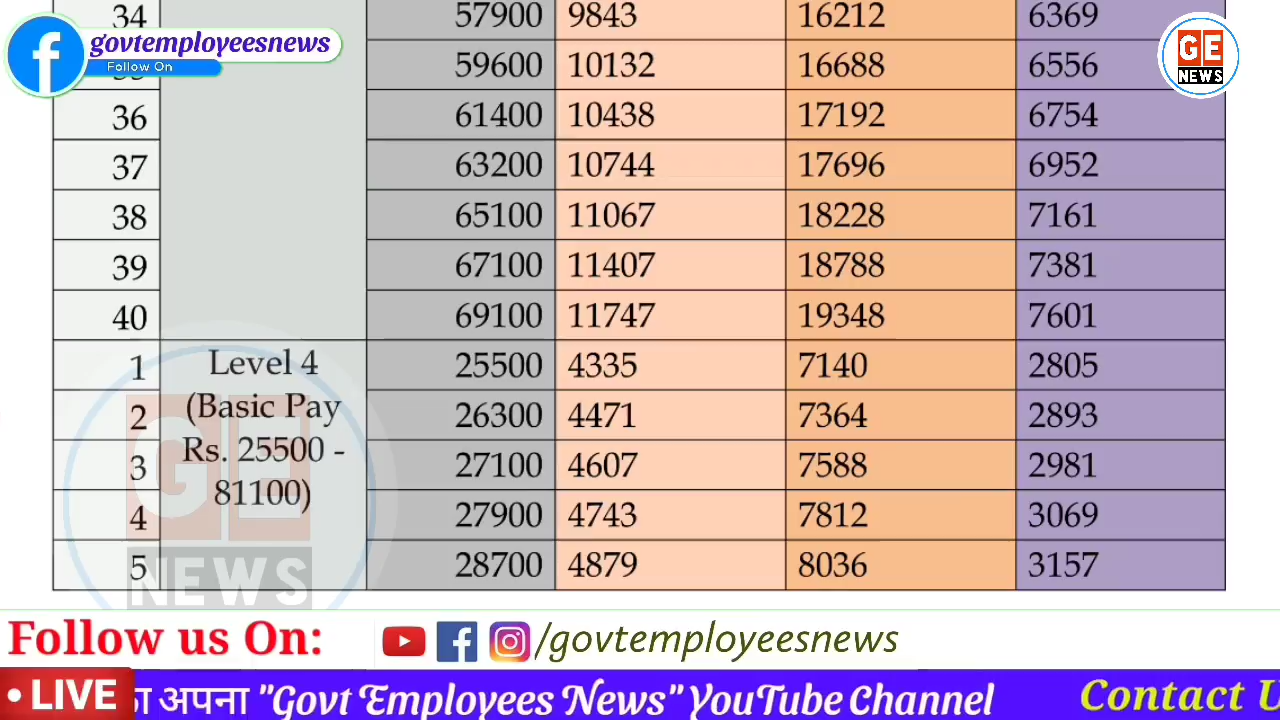 34 57900 9843 16212 6369
govtemployeesnews
Follow On
GE
NEWS
59600 10132 16688 6556
36 61400 10438 17192 6754
37 63200 10744 17696 6952
38 65100 11067 18228 7161
39 67100 11407 18788 7381
40 69100 11747 19348 7601
1 Level 4 25500 4335 7140 2805
2 (Basic Pay 26300 4471 7364 2893
3 Rs. 25500 - 27100 4607 7588 2981
4 81100) 27900 4743 7812 3069
5 28700 4879 8036 3157
GE
NEWS
Follow us On: /govtemployeesnews
• LIVE अपना "Govt Employees News" YouTube Channel Contact